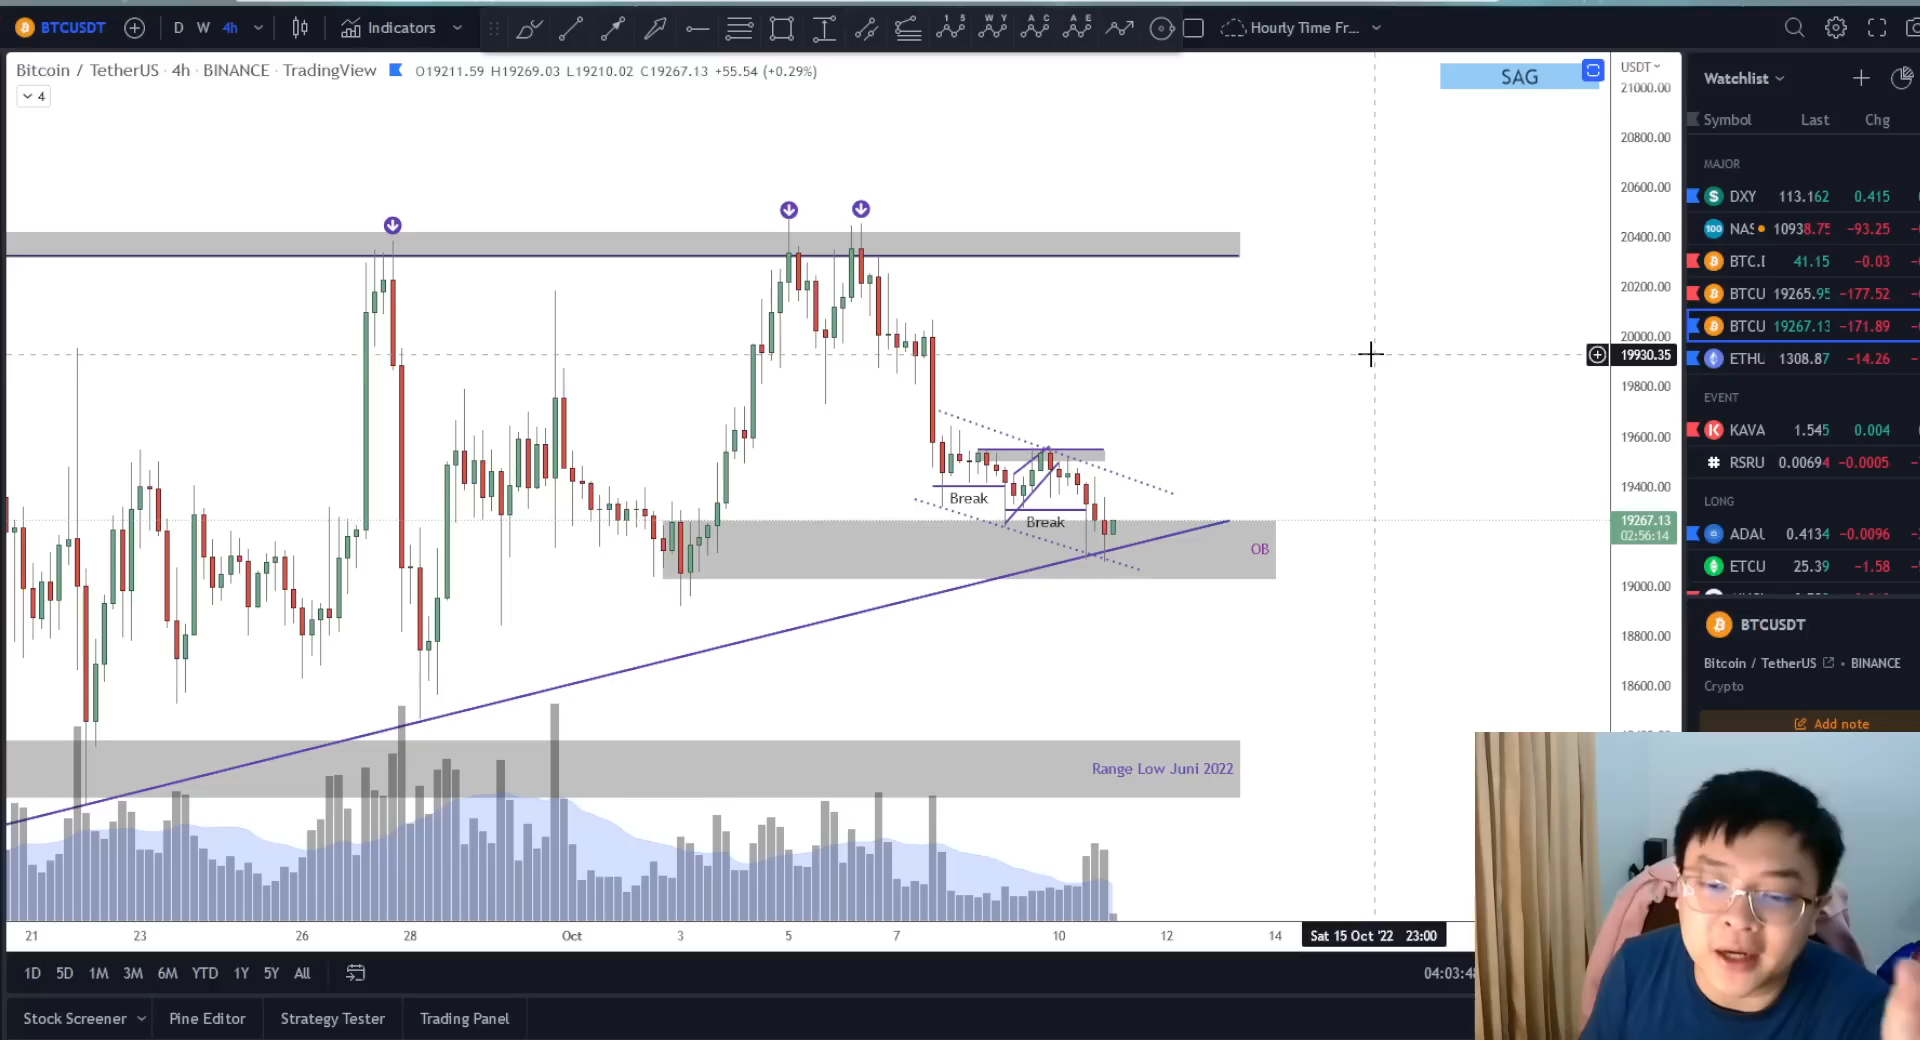 BTCUSDT D W 4h Indicators Hourly Time Fr...
Bitcoin / TetherUS · 4h · BINANCE · TradingView O19211.59 H19269.03 L19210.02 C19267.13 +55.54 (+0.29%)
4
SAG
USDT
21000.00
20800.00
20600.00
20400.00
20200.00
20000.00
19930.35
19800.00
19600.00
19400.00
19267.13
02:56:14
19000.00
18800.00
18600.00
Break
Break
OB
Range Low Juni 2022
21 23 26 28 Oct 3 5 7 10 12 14 Sat 15 Oct '22 23:00
1D 5D 1M 3M 6M YTD 1Y 5Y All
Stock Screener Pine Editor Strategy Tester Trading Panel
Watchlist
Symbol Last Chg
MAJOR
DXY 113.162 0.415
NAS 10938.75 −93.25
BTC.D 41.15 −0.03
BTCU 19265.95 −177.52
BTCU 19267.13 −171.89
ETHU 1308.87 −14.26
EVENT
KAVA 1.545 0.004
RSRU 0.00694 −0.0005
LONG
ADAU 0.4134 −0.0096
ETCU 25.39 −1.58
BTCUSDT
Bitcoin / TetherUS • BINANCE
Crypto
Add note